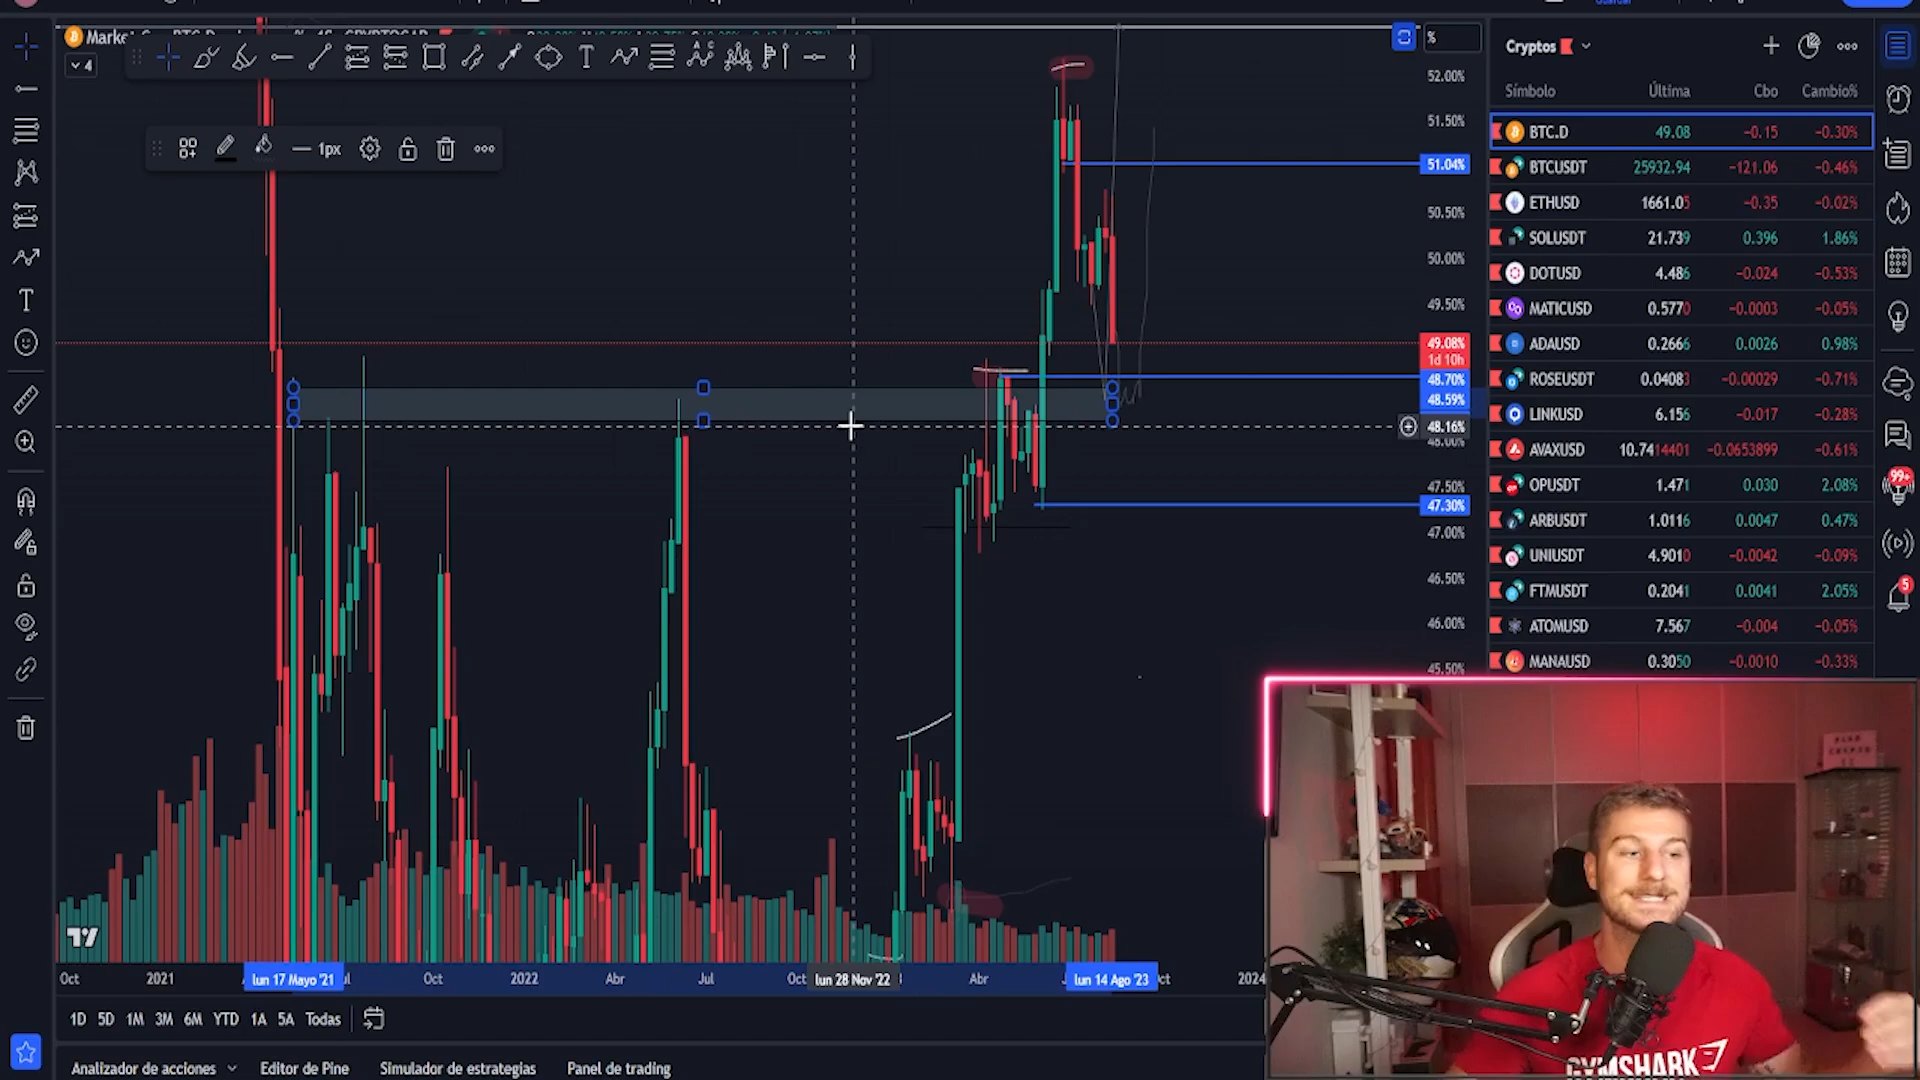 %
4
T
1px
52.00%
51.50%
51.04%
50.50%
50.00%
49.50%
49.08%
1d 10h
48.70%
48.59%
48.16%
48.00%
47.50%
47.30%
47.00%
46.50%
46.00%
45.50%
Cryptos
Símbolo Última Cbo Cambio%
BTC.D 49.08 −0.15 −0.30%
BTCUSDT 25932.94 −121.06 −0.46%
ETHUSD 1661.05 −0.35 −0.02%
SOLUSDT 21.739 0.396 1.86%
DOTUSD 4.486 −0.024 −0.53%
MATICUSD 0.5770 −0.0003 −0.05%
ADAUSD 0.2666 0.0026 0.98%
ROSEUSDT 0.04083 −0.00029 −0.71%
LINKUSD 6.156 −0.017 −0.28%
AVAXUSD 10.7414401 −0.0653899 −0.61%
OPUSDT 1.471 0.030 2.08%
ARBUSDT 1.0116 0.0047 0.47%
UNIUSDT 4.9010 −0.0042 −0.09%
FTMUSDT 0.2041 0.0041 2.05%
ATOMUSD 7.567 −0.004 −0.05%
MANAUSD 0.3050 −0.0010 −0.33%
99+
5
Oct 2021 lun 17 Mayo '21 Oct 2022 Abr Jul Oct lun 28 Nov '22 Abr lun 14 Ago '23 2024
1D 5D 1M 3M 6M YTD 1A 5A Todas
Analizador de acciones Editor de Pine Simulador de estrategias Panel de trading
GYMSHARK